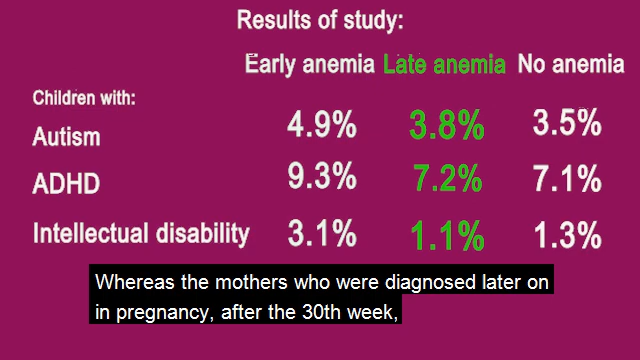 Results of study:
Early anemia Late anemia No anemia
Children with:
Autism 4.9% 3.8% 3.5%
ADHD 9.3% 7.2% 7.1%
Intellectual disability 3.1% 1.1% 1.3%
Whereas the mothers who were diagnosed later on
in pregnancy, after the 30th week,